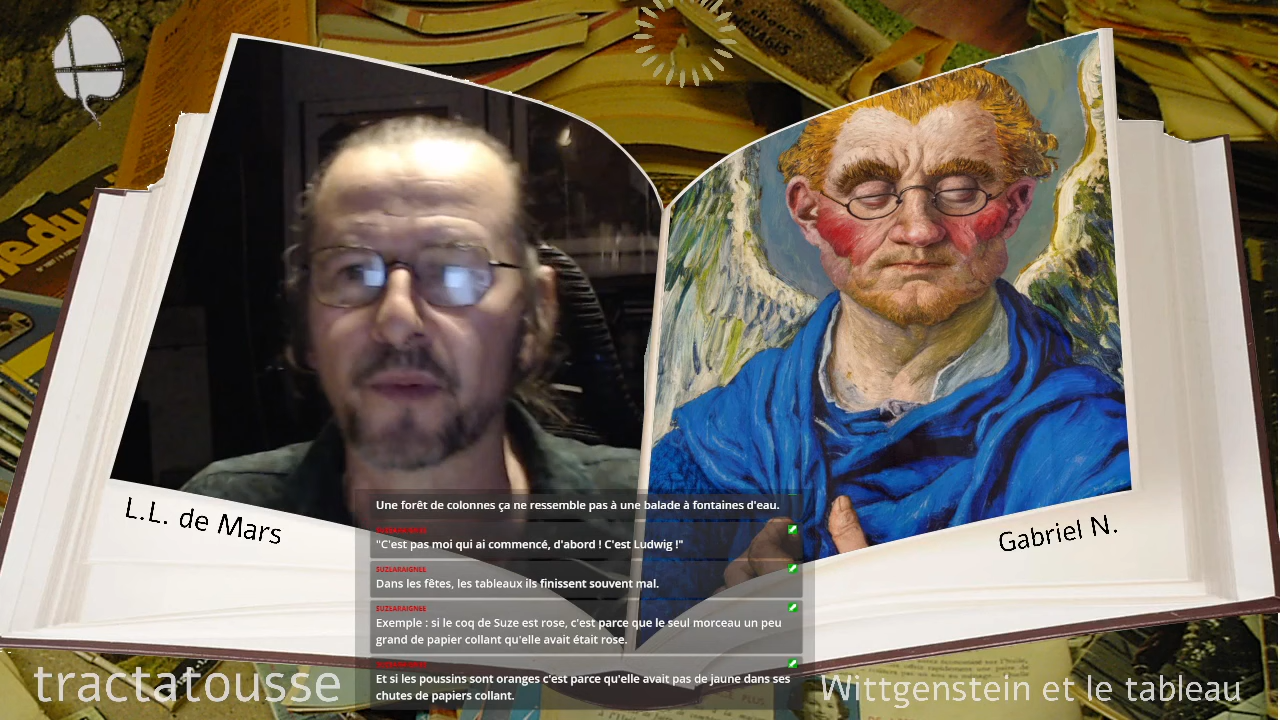 L.L. de Mars
Gabriel N.
Une forêt de colonnes ça ne ressemble pas à une balade à fontaines d'eau.
"C'est pas moi qui ai commencé, d'abord ! C'est Ludwig !"
SUZEARAIGNEE
Dans les fêtes, les tableaux ils finissent souvent mal.
SUZEARAIGNEE
Exemple : si le coq de Suze est rose, c'est parce que le seul morceau un peu
grand de papier collant qu'elle avait était rose.
Et si les poussins sont oranges c'est parce qu'elle avait pas de jaune dans ses
chutes de papiers collant.
tractatousse
Wittgenstein et le tableau